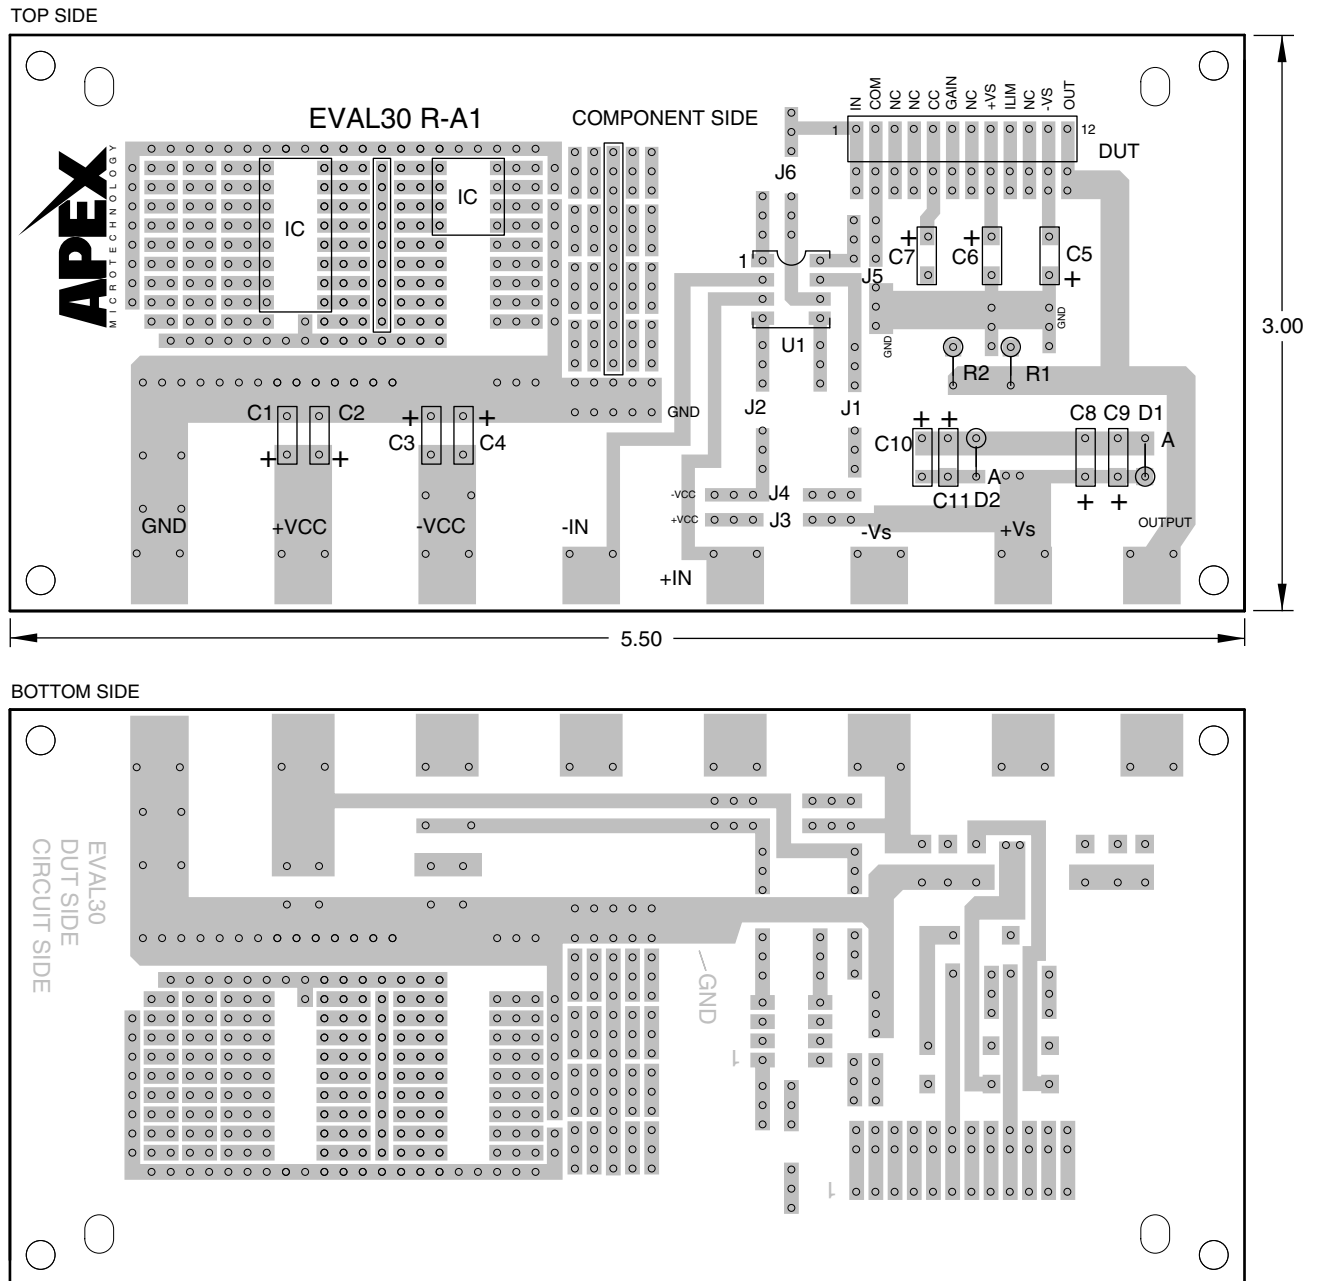 TOP SIDE
APEX
MICROTECHNOLOGY
EVAL30 R-A1
COMPONENT SIDE
IN
COM
NC
NC
CC
GAIN
NC
+VS
ILIM
NC
-VS
OUT
1
12
DUT
J6
IC
IC
1
C7
+
C6
+
C5
+
J5
GND
GND
U1
R2
R1
C1
+
C2
+
C3
+
C4
+
GND
J2
J1
C10
+
+
C8
C9
D1
A
A
C11
D2
+
+
-VCC
J4
+VCC
J3
GND
+VCC
-VCC
-IN
+IN
-Vs
+Vs
OUTPUT
3.00
5.50
BOTTOM SIDE
EVAL30
DUT SIDE
CIRCUIT SIDE
GND
1
1